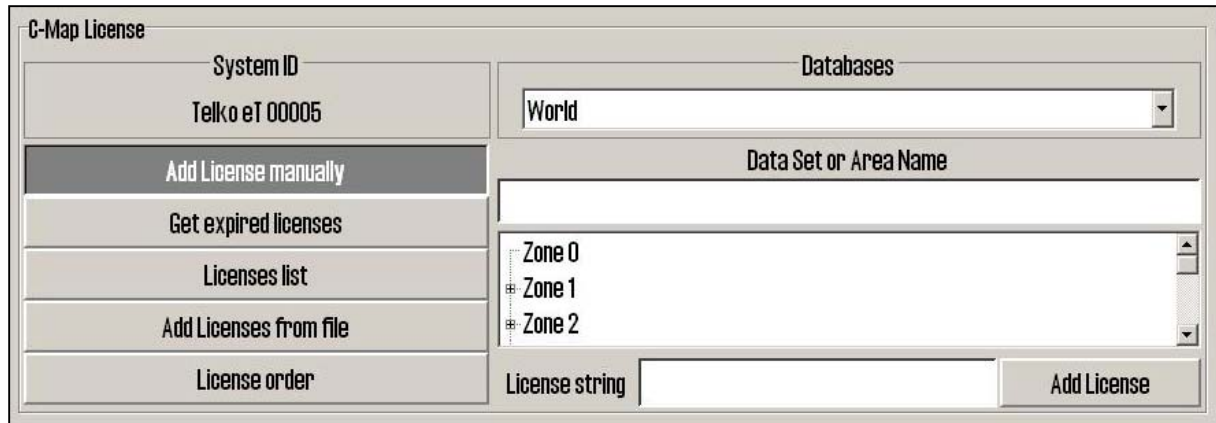 C-Map License
System ID
Telko eT 00005
Add License manually
Get expired licenses
Licenses list
Add Licenses from file
License order
Databases
World
Data Set or Area Name
Zone 0
Zone 1
Zone 2
License string
Add License